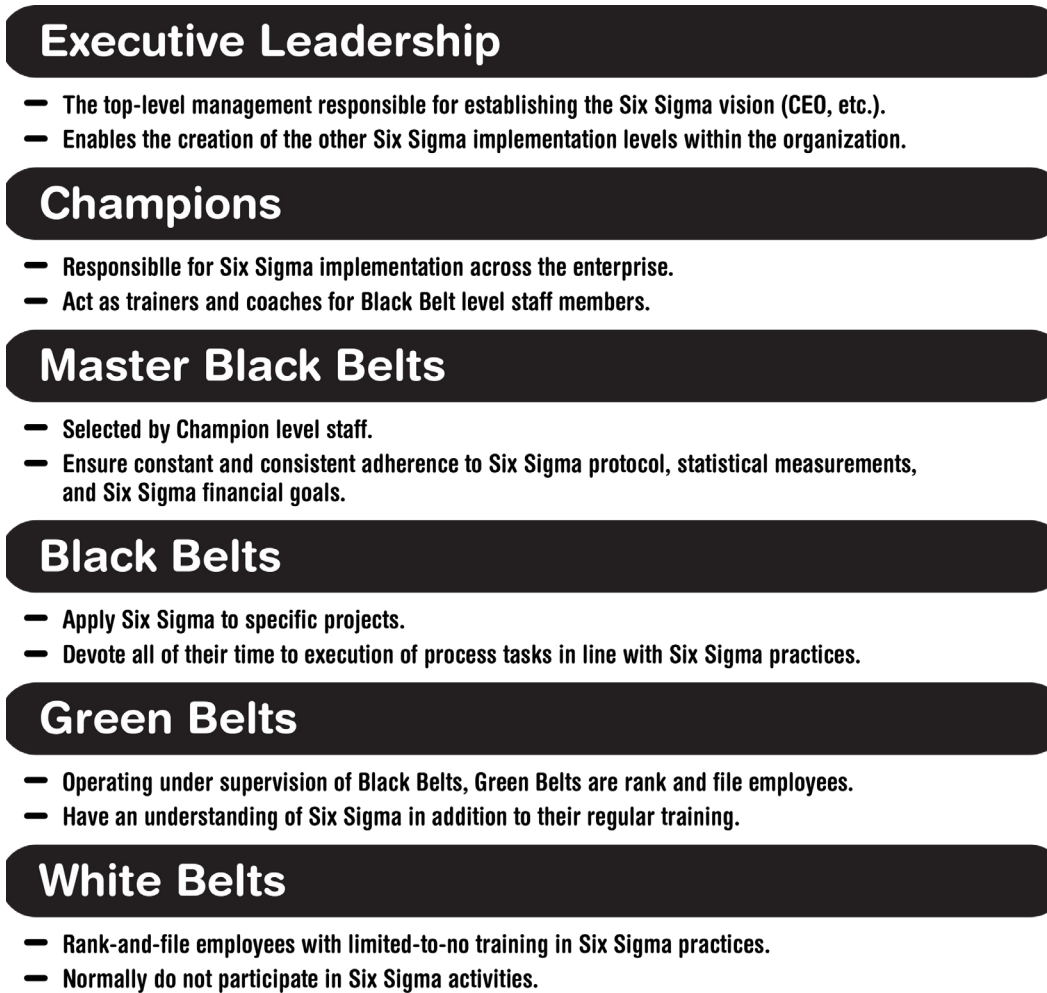 Executive Leadership
– The top-level management responsible for establishing the Six Sigma vision (CEO, etc.).
– Enables the creation of the other Six Sigma implementation levels within the organization.
Champions
– Responsiblle for Six Sigma implementation across the enterprise.
– Act as trainers and coaches for Black Belt level staff members.
Master Black Belts
– Selected by Champion level staff.
– Ensure constant and consistent adherence to Six Sigma protocol, statistical measurements,
and Six Sigma financial goals.
Black Belts
– Apply Six Sigma to specific projects.
– Devote all of their time to execution of process tasks in line with Six Sigma practices.
Green Belts
– Operating under supervision of Black Belts, Green Belts are rank and file employees.
– Have an understanding of Six Sigma in addition to their regular training.
White Belts
– Rank-and-file employees with limited-to-no training in Six Sigma practices.
– Normally do not participate in Six Sigma activities.